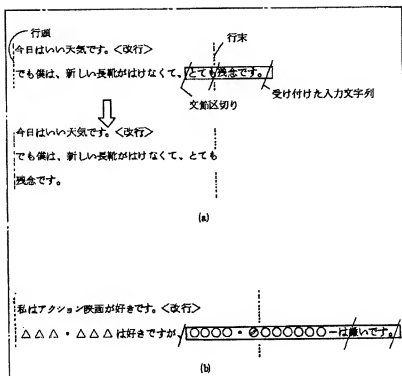 行頭
行末
今日はいい天気です。<改行>
でも僕は、新しい長靴がはけなくて、とても残念です。
文節区切り
受け付けた入力文字列
今日はいい天気です。<改行>
でも僕は、新しい長靴がはけなくて、とても
残念です。
(a)
私はアクション映画が好きです。<改行>
△△△・△△△は好きですが、○○○○・○○○○○○○ーは嫌いです。
(b)